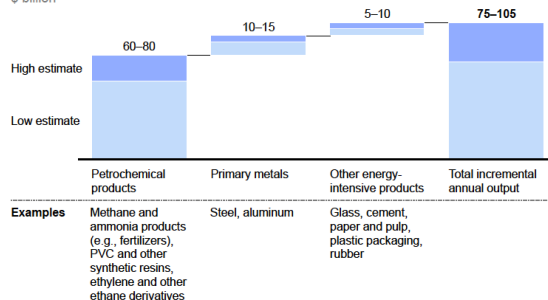 $ billion
5–10
75–105
10–15
60–80
High estimate
Low estimate
Petrochemical
products
Primary metals
Other energy-
intensive products
Total incremental
annual output
Examples
Methane and
ammonia products
(e.g., fertilizers),
PVC and other
synthetic resins,
ethylene and other
ethane derivatives
Steel, aluminum
Glass, cement,
paper and pulp,
plastic packaging,
rubber